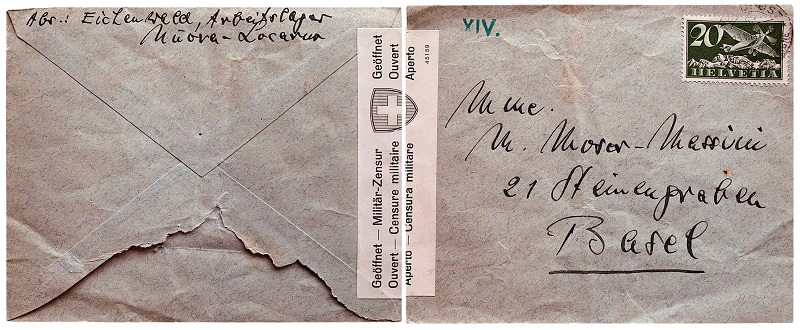 Abs.: Eichenwald, Arbeitslager
Nuova-Locarno
Geöffnet — Militär-Zensur Geöffnet
Ouvert — Censure militaire Ouvert
Aperto — Censura militare Aperto
45159
XIV.
20
HELVETIA
Mme.
M. Moser-Massini
21 Steinengraben
Basel